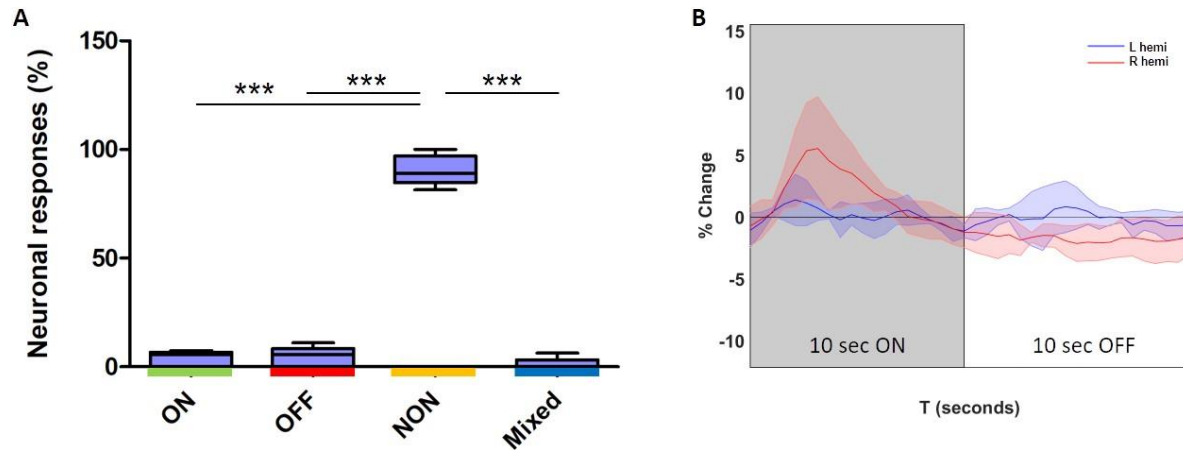 A
Neuronal responses (%)
150
100
50
0
***
***
***
ON
OFF
NON
Mixed
B
% Change
15
10
5
0
-5
-10
L hemi
R hemi
10 sec ON
10 sec OFF
T (seconds)